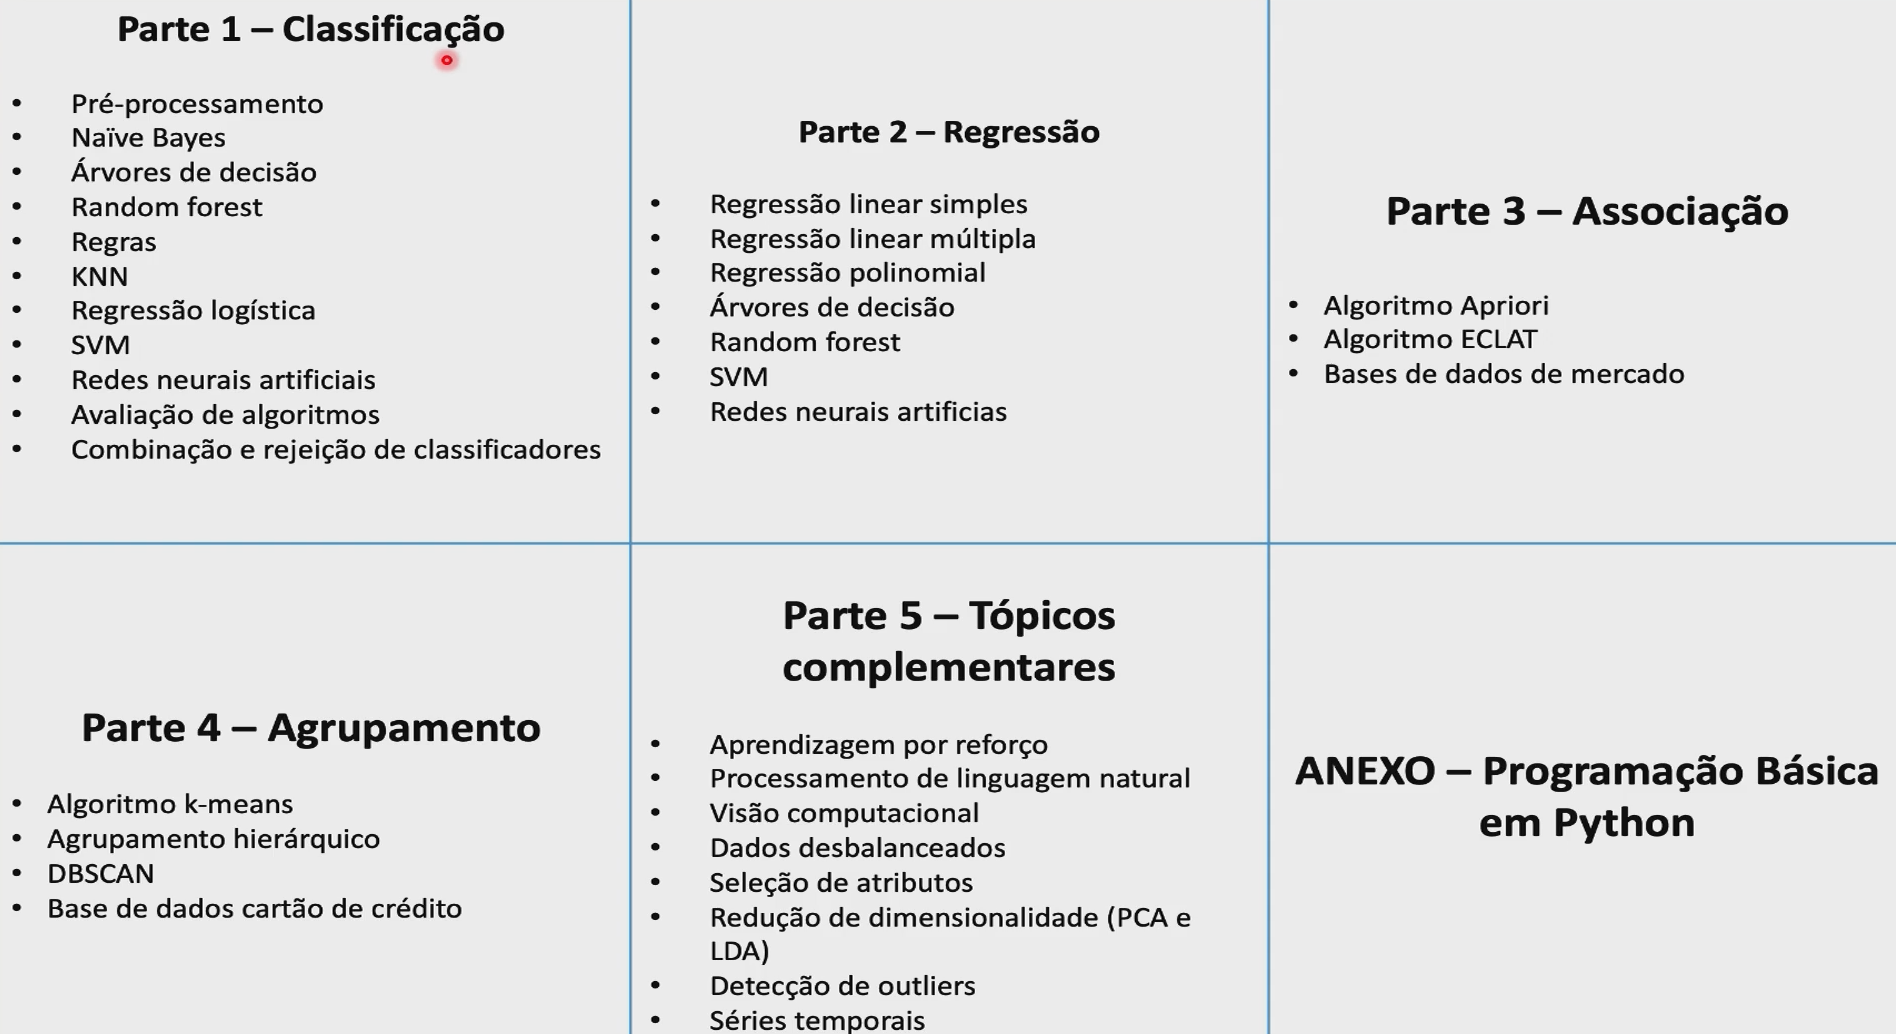 Parte 1 – Classificação
• Pré-processamento
• Naïve Bayes
• Árvores de decisão
• Random forest
• Regras
• KNN
• Regressão logística
• SVM
• Redes neurais artificiais
• Avaliação de algoritmos
• Combinação e rejeição de classificadores
Parte 2 – Regressão
• Regressão linear simples
• Regressão linear múltipla
• Regressão polinomial
• Árvores de decisão
• Random forest
• SVM
• Redes neurais artificias
Parte 3 – Associação
• Algoritmo Apriori
• Algoritmo ECLAT
• Bases de dados de mercado
Parte 4 – Agrupamento
• Algoritmo k-means
• Agrupamento hierárquico
• DBSCAN
• Base de dados cartão de crédito
Parte 5 – Tópicos
complementares
• Aprendizagem por reforço
• Processamento de linguagem natural
• Visão computacional
• Dados desbalanceados
• Seleção de atributos
• Redução de dimensionalidade (PCA e
LDA)
• Detecção de outliers
• Séries temporais
ANEXO – Programação Básica
em Python